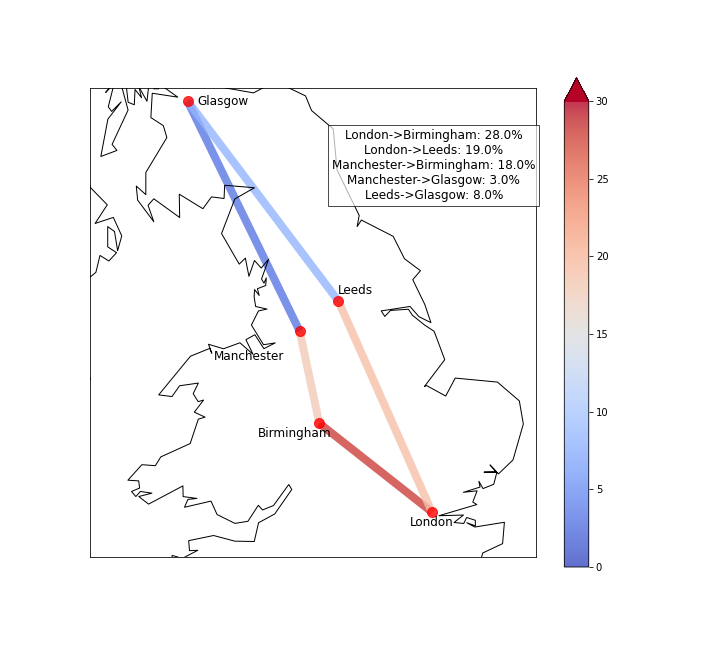 Glasgow
London->Birmingham: 28.0%
London->Leeds: 19.0%
Manchester->Birmingham: 18.0%
Manchester->Glasgow: 3.0%
Leeds->Glasgow: 8.0%
Leeds
Manchester
Birmingham
London
30
25
20
15
10
5
0